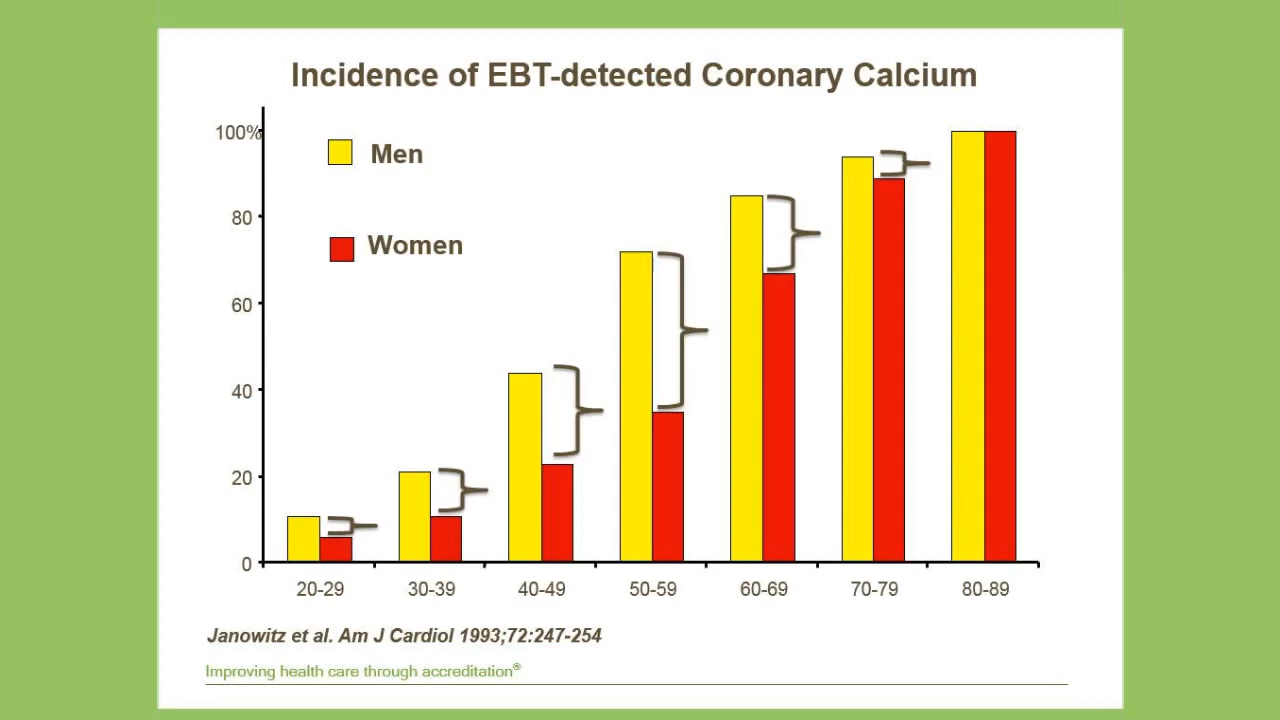 Incidence of EBT-detected Coronary Calcium
100%
Men
80
Women
60
40
20
0
20-29 30-39 40-49 50-59 60-69 70-79 80-89
Janowitz et al. Am J Cardiol 1993;72:247-254
Improving health care through accreditation®